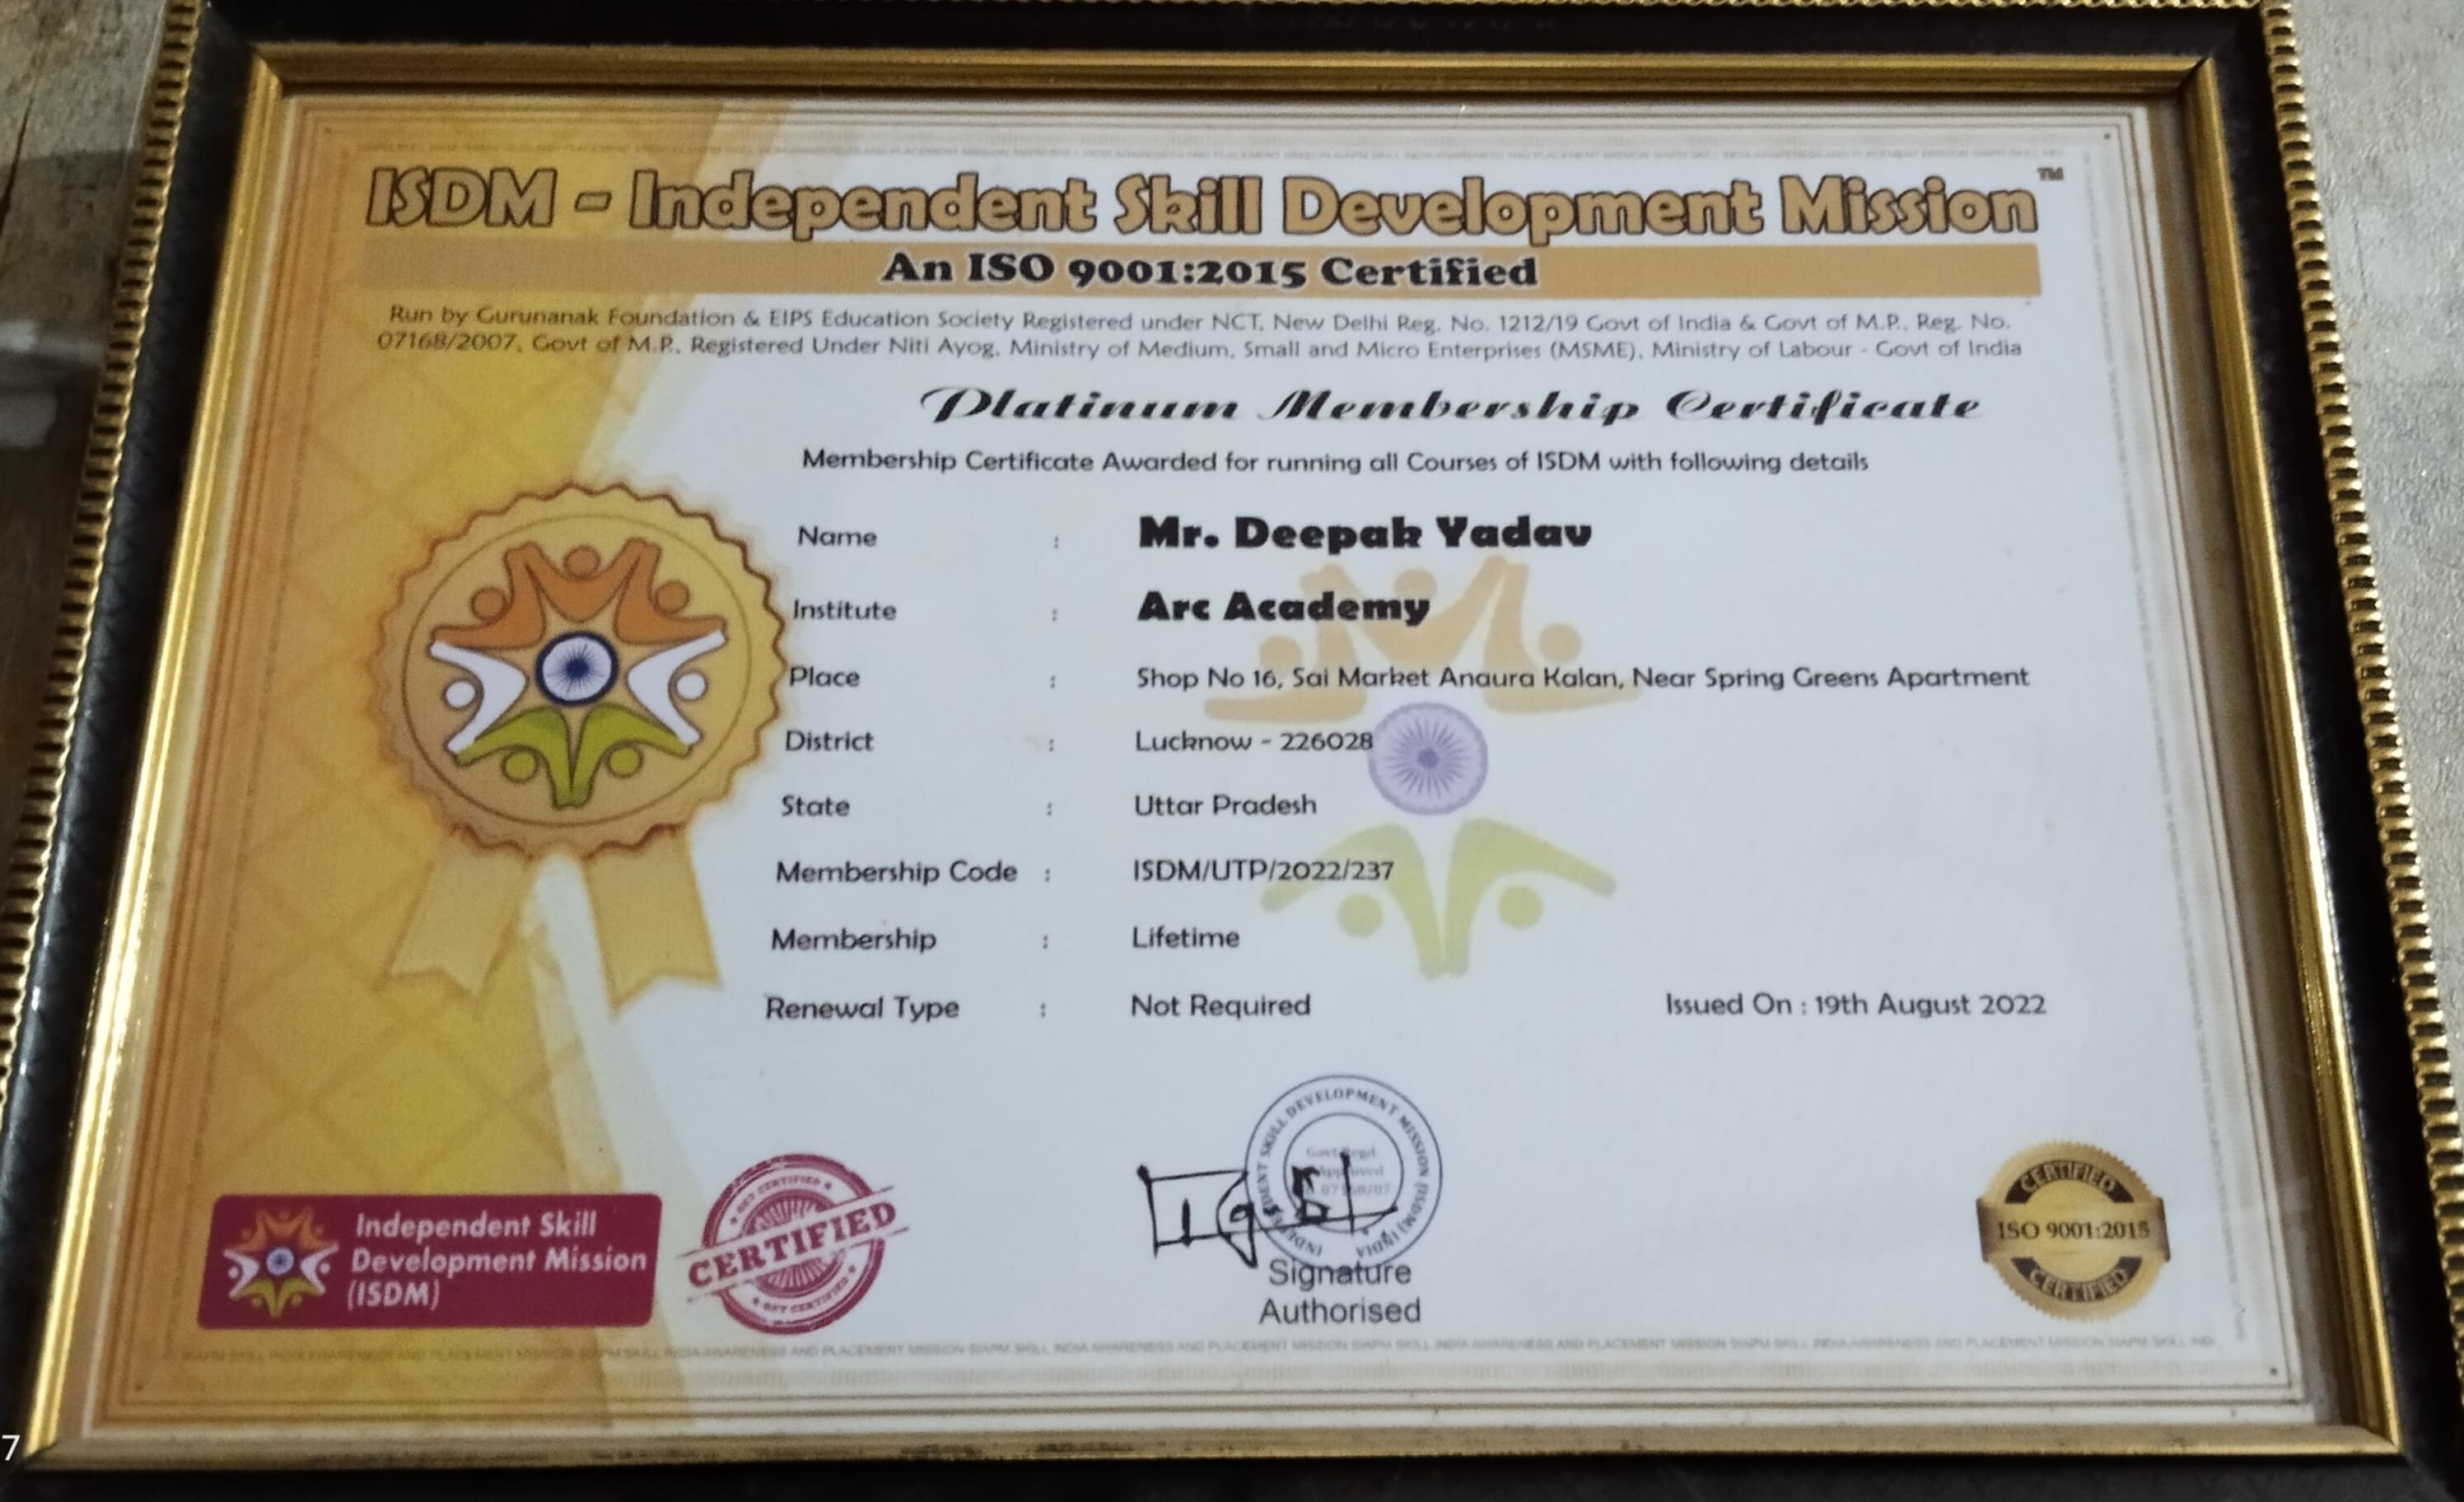 ISDM - Independent Skill Development Mission™
An ISO 9001:2015 Certified
Run by Gurunanak Foundation & EIPS Education Society Registered under NCT, New Delhi Reg. No. 1212/19 Govt of India & Govt of M.P., Reg. No.
07168/2007, Govt of M.P., Registered Under Niti Ayog, Ministry of Medium, Small and Micro Enterprises (MSME), Ministry of Labour - Govt of India
Platinum Membership Certificate
Membership Certificate Awarded for running all Courses of ISDM with following details
Name : Mr. Deepak Yadav
Institute : Arc Academy
Place : Shop No 16, Sai Market Anaura Kalan, Near Spring Greens Apartment
District : Lucknow - 226028
State : Uttar Pradesh
Membership Code : ISDM/UTP/2022/237
Membership : Lifetime
Renewal Type : Not Required
Issued On : 19th August 2022
INDEPENDENT SKILL DEVELOPMENT MISSION (ISDM) INDIA
Govt Regd
Approved
Independent Skill
Development Mission
(ISDM)
CERTIFIED
Signature
Authorised
CERTIFIED
ISO 9001:2015
CERTIFIED
7